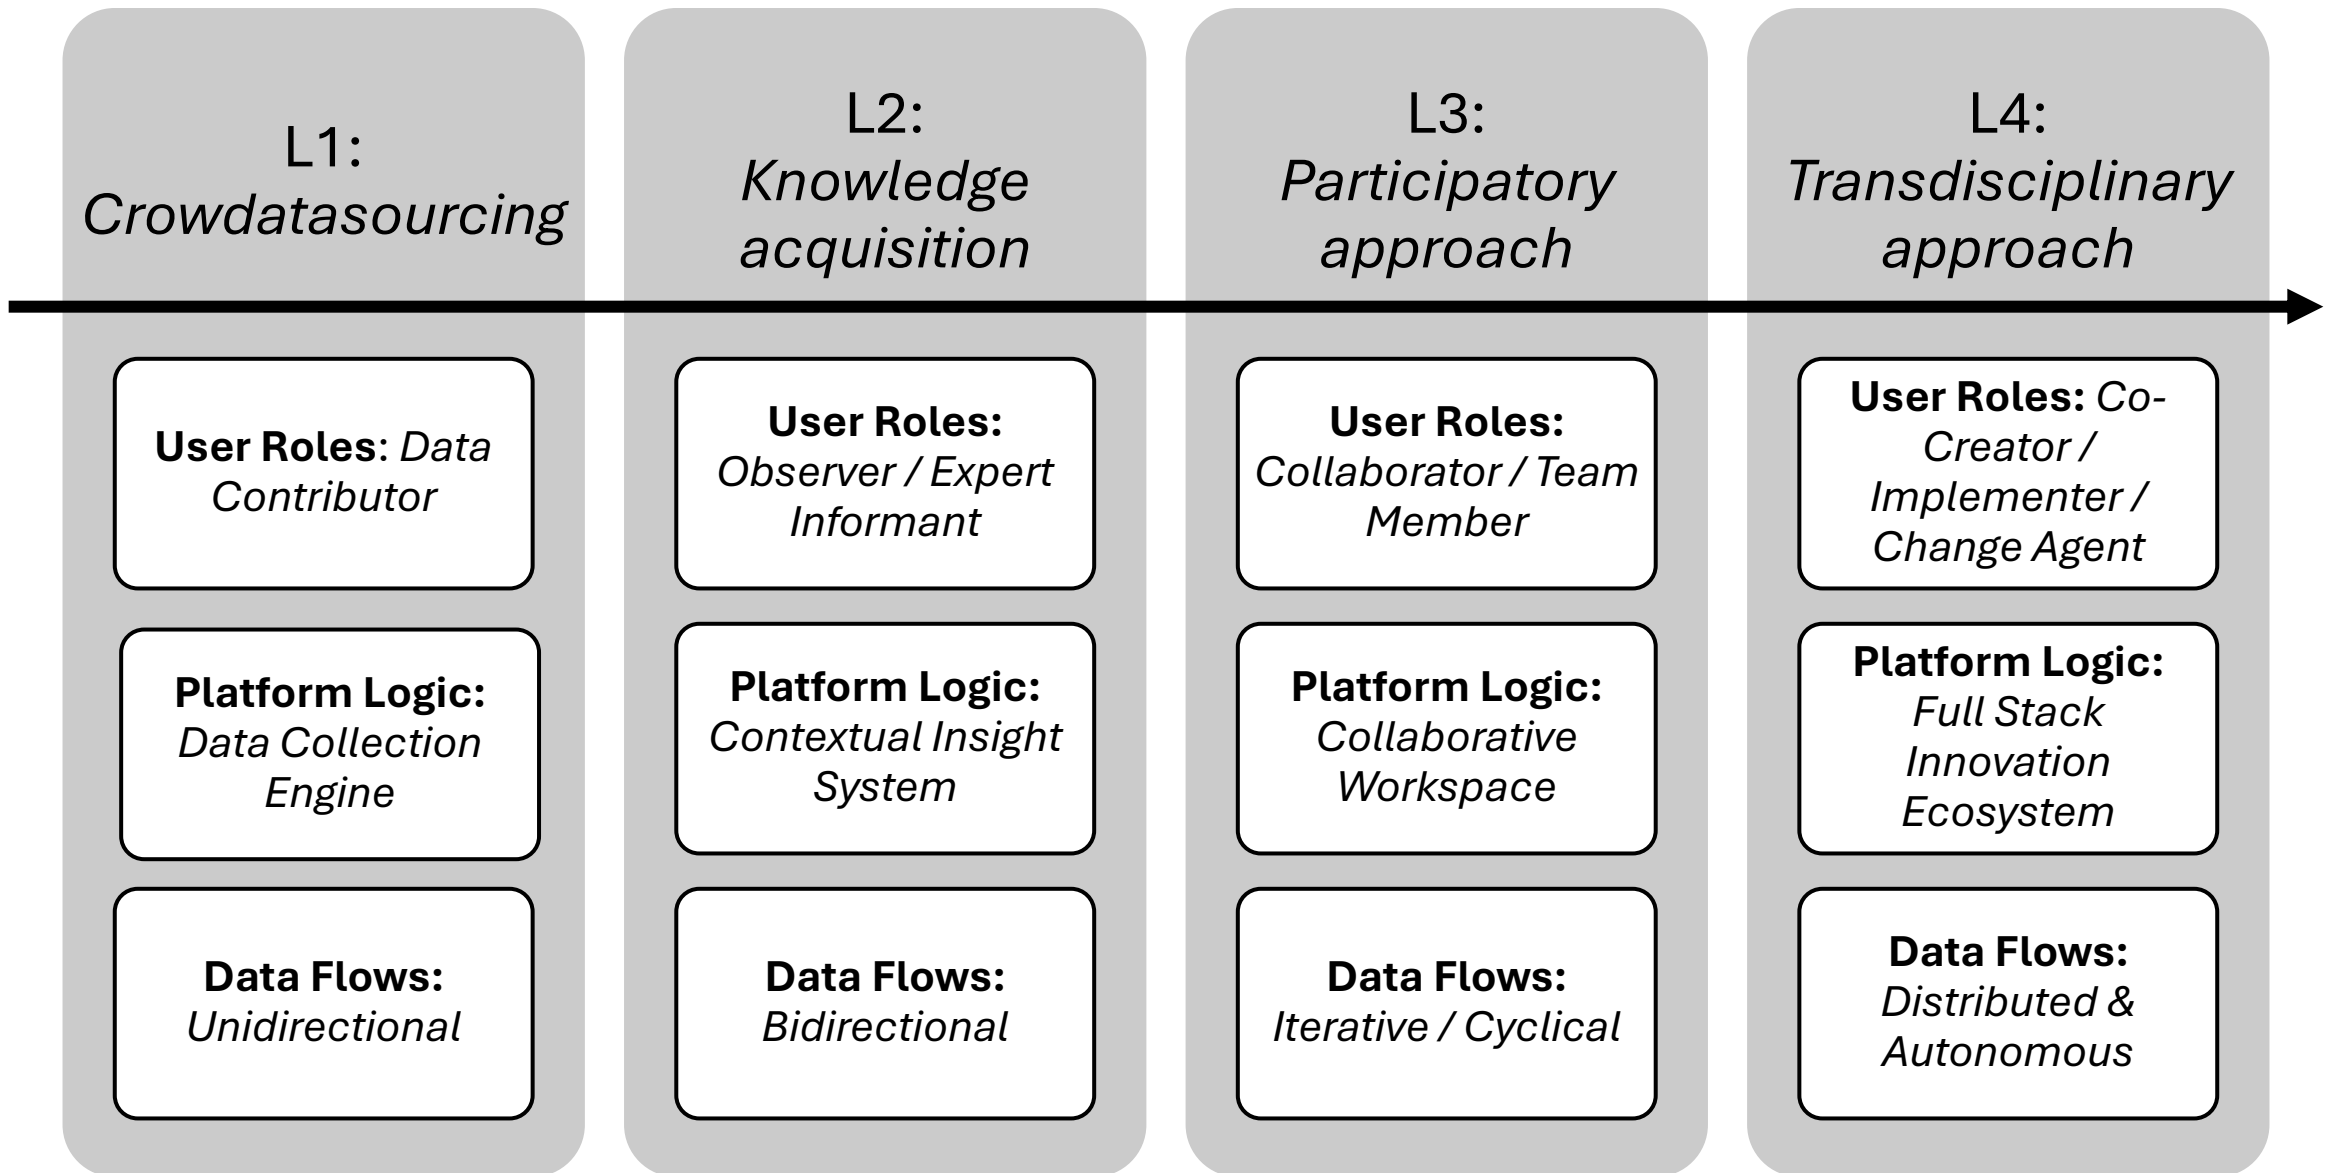 L1:
Crowdatasourcing
User Roles: Data
Contributor
Platform Logic:
Data Collection
Engine
Data Flows:
Unidirectional
L2:
Knowledge
acquisition
User Roles:
Observer / Expert
Informant
Platform Logic:
Contextual Insight
System
Data Flows:
Bidirectional
L3:
Participatory
approach
User Roles:
Collaborator / Team
Member
Platform Logic:
Collaborative
Workspace
Data Flows:
Iterative / Cyclical
L4:
Transdisciplinary
approach
User Roles: Co-
Creator /
Implementer /
Change Agent
Platform Logic:
Full Stack
Innovation
Ecosystem
Data Flows:
Distributed &
Autonomous